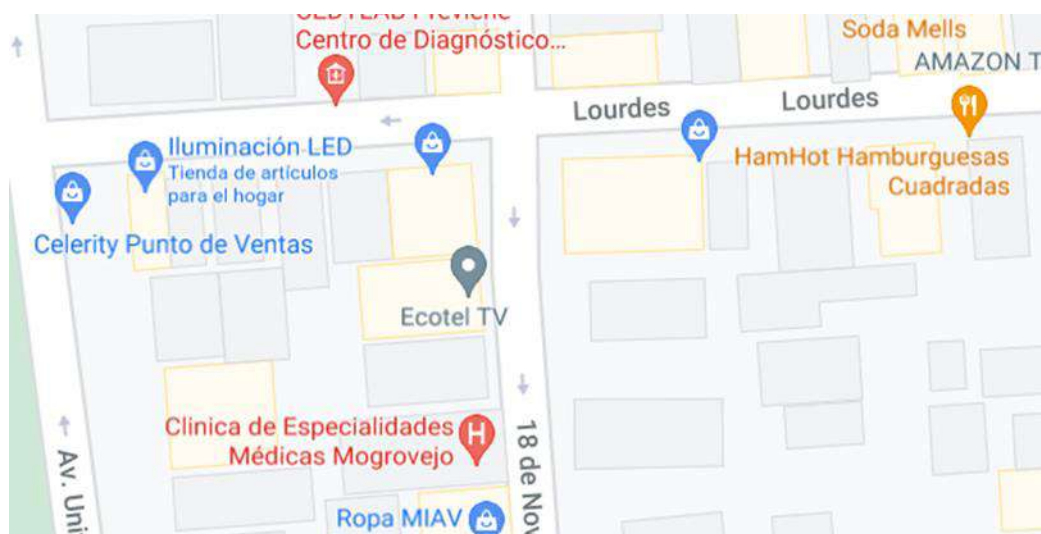 Centro de Diagnóstico...
Soda Mells
AMAZON T
Lourdes
Lourdes
Iluminación LED
Tienda de artículos
para el hogar
HamHot Hamburguesas
Cuadradas
Celerity Punto de Ventas
Ecotel TV
Clinica de Especialidades
Médicas Mogrovejo
H
18 de Nov
Av. Uni
Ropa MIAV